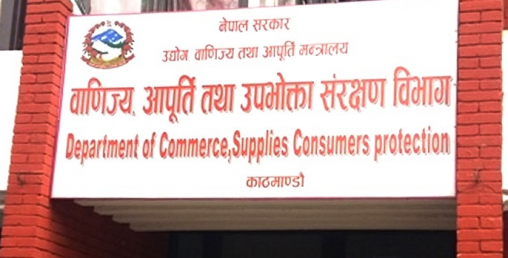 नेपाल सरकार
उद्योग वाणिज्य तथा आपूर्ति मन्त्रालय
वाणिज्य, आपूर्ति तथा उपभोक्ता संरक्षण विभाग
Department of Commerce,Supplies Consumers protection
काठमाण्डौ